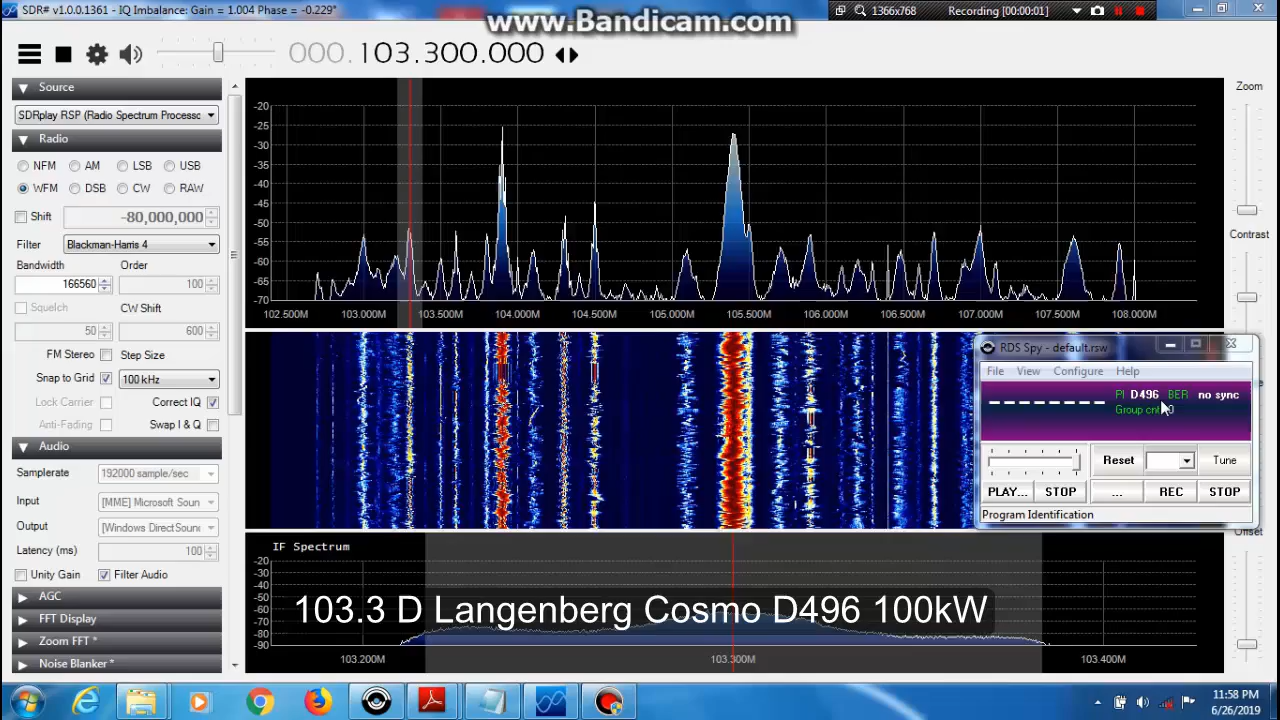 SDR# v1.0.0.1361 - IQ Imbalance: Gain = 1.004 Phase = -0.229°
www.Bandicam.com
1366x768
Recording [00:00:01]
000.103.300.000
Source
SDRplay RSP (Radio Spectrum Processo
Radio
NFM AM LSB USB
WFM DSB CW RAW
Shift -80,000,000
Filter Blackman-Harris 4
Bandwidth Order
166560 100
Squelch CW Shift
50 600
FM Stereo Step Size
Snap to Grid 100 kHz
Lock Carrier Correct IQ
Anti-Fading Swap I & Q
Audio
Samplerate 192000 sample/sec
Input [MME] Microsoft Soun
Output [Windows DirectSound
Latency (ms) 100
Unity Gain Filter Audio
AGC
FFT Display
Zoom FFT *
Noise Blanker *
-20
-25
-30
-35
-40
-45
-50
-55
-60
-65
-70
102.500M 103.000M 103.500M 104.000M 104.500M 105.000M 105.500M 106.000M 106.500M 107.000M 107.500M 108.000M
Zoom
Contrast
Offset
RDS Spy - default.rsw
File View Configure Help
PI D496 BER no sync
Group cnt 0
Reset Tune
PLAY... STOP ... REC STOP
Program Identification
IF Spectrum
-20
-30
-40
-50
-60
-70
-80
-90
103.3 D Langenberg Cosmo D496 100kW
103.200M 103.300M 103.400M
11:58 PM
6/26/2019